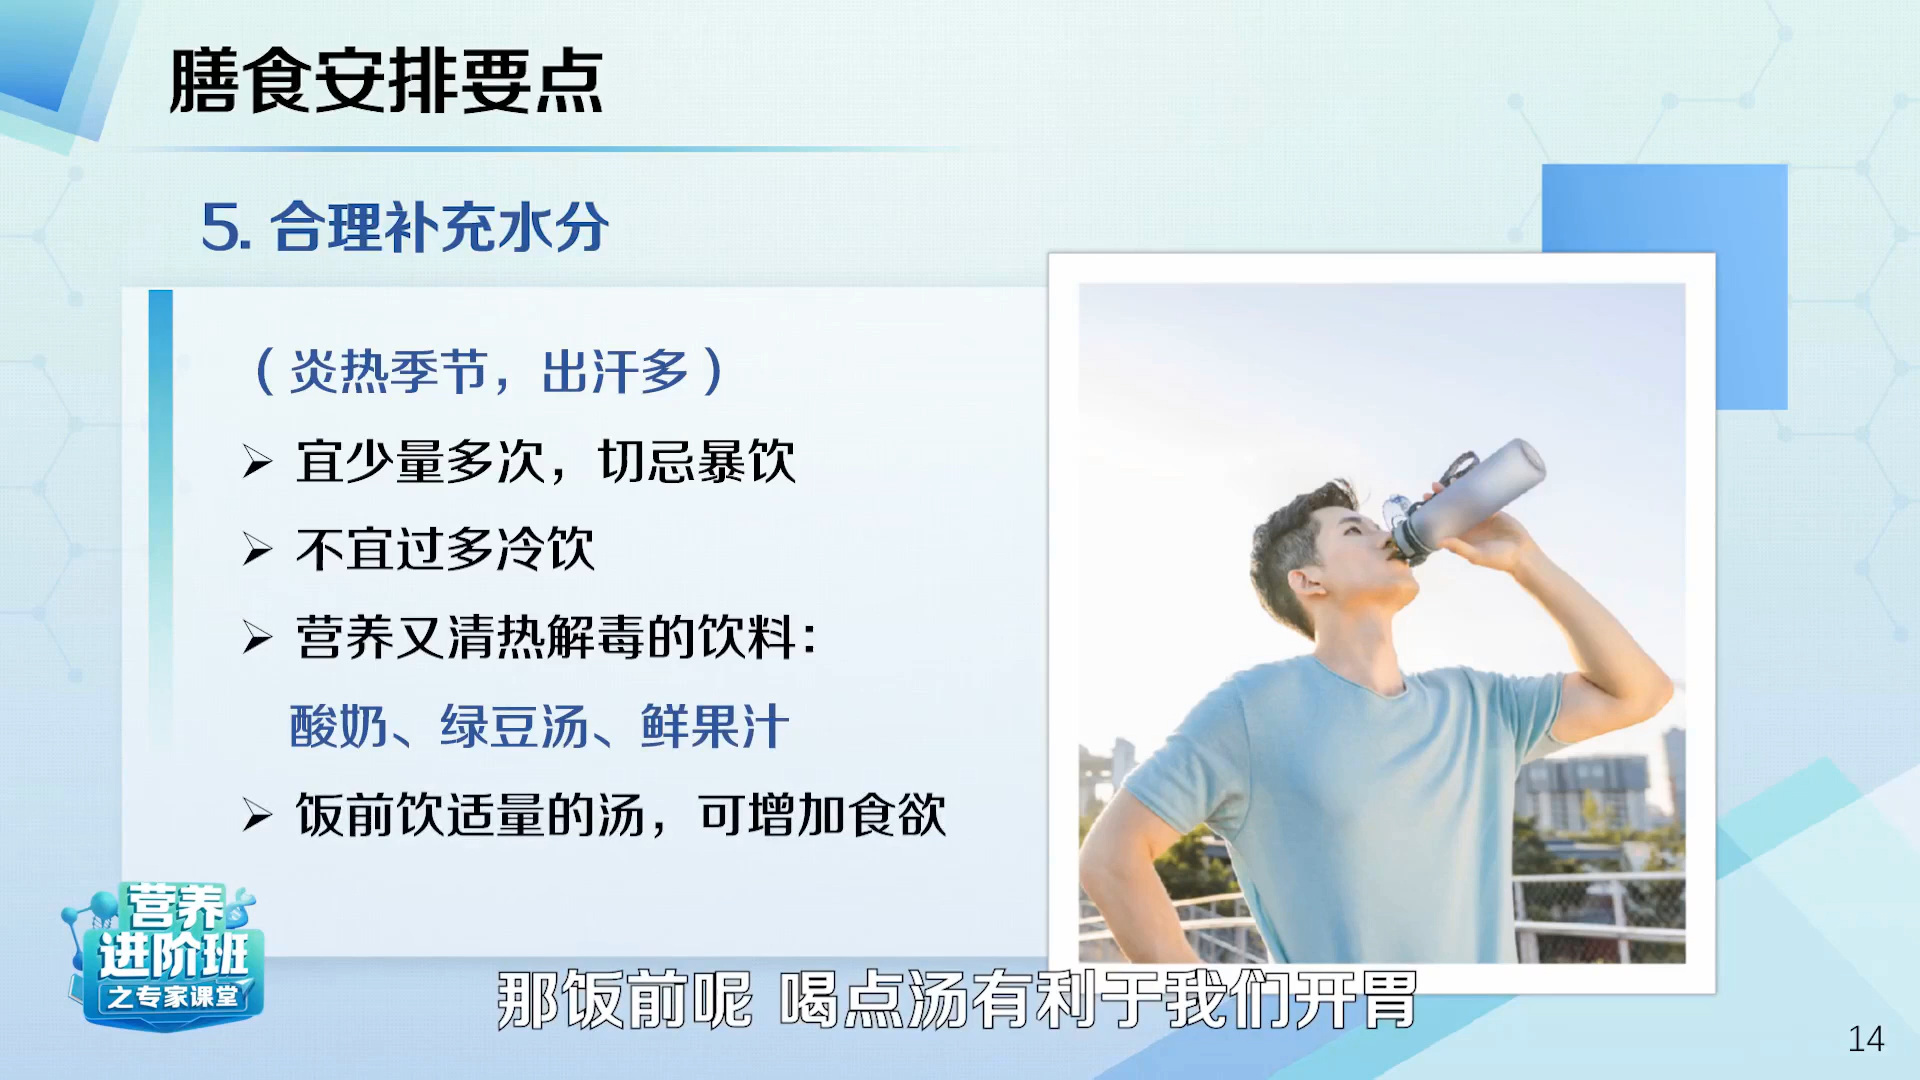 膳食安排要点
5. 合理补充水分
（炎热季节，出汗多）
➢ 宜少量多次，切忌暴饮
➢ 不宜过多冷饮
➢ 营养又清热解毒的饮料：
酸奶、绿豆汤、鲜果汁
➢ 饭前饮适量的汤，可增加食欲
营养
进阶班
之专家课堂
那饭前呢 喝点汤有利于我们开胃
14